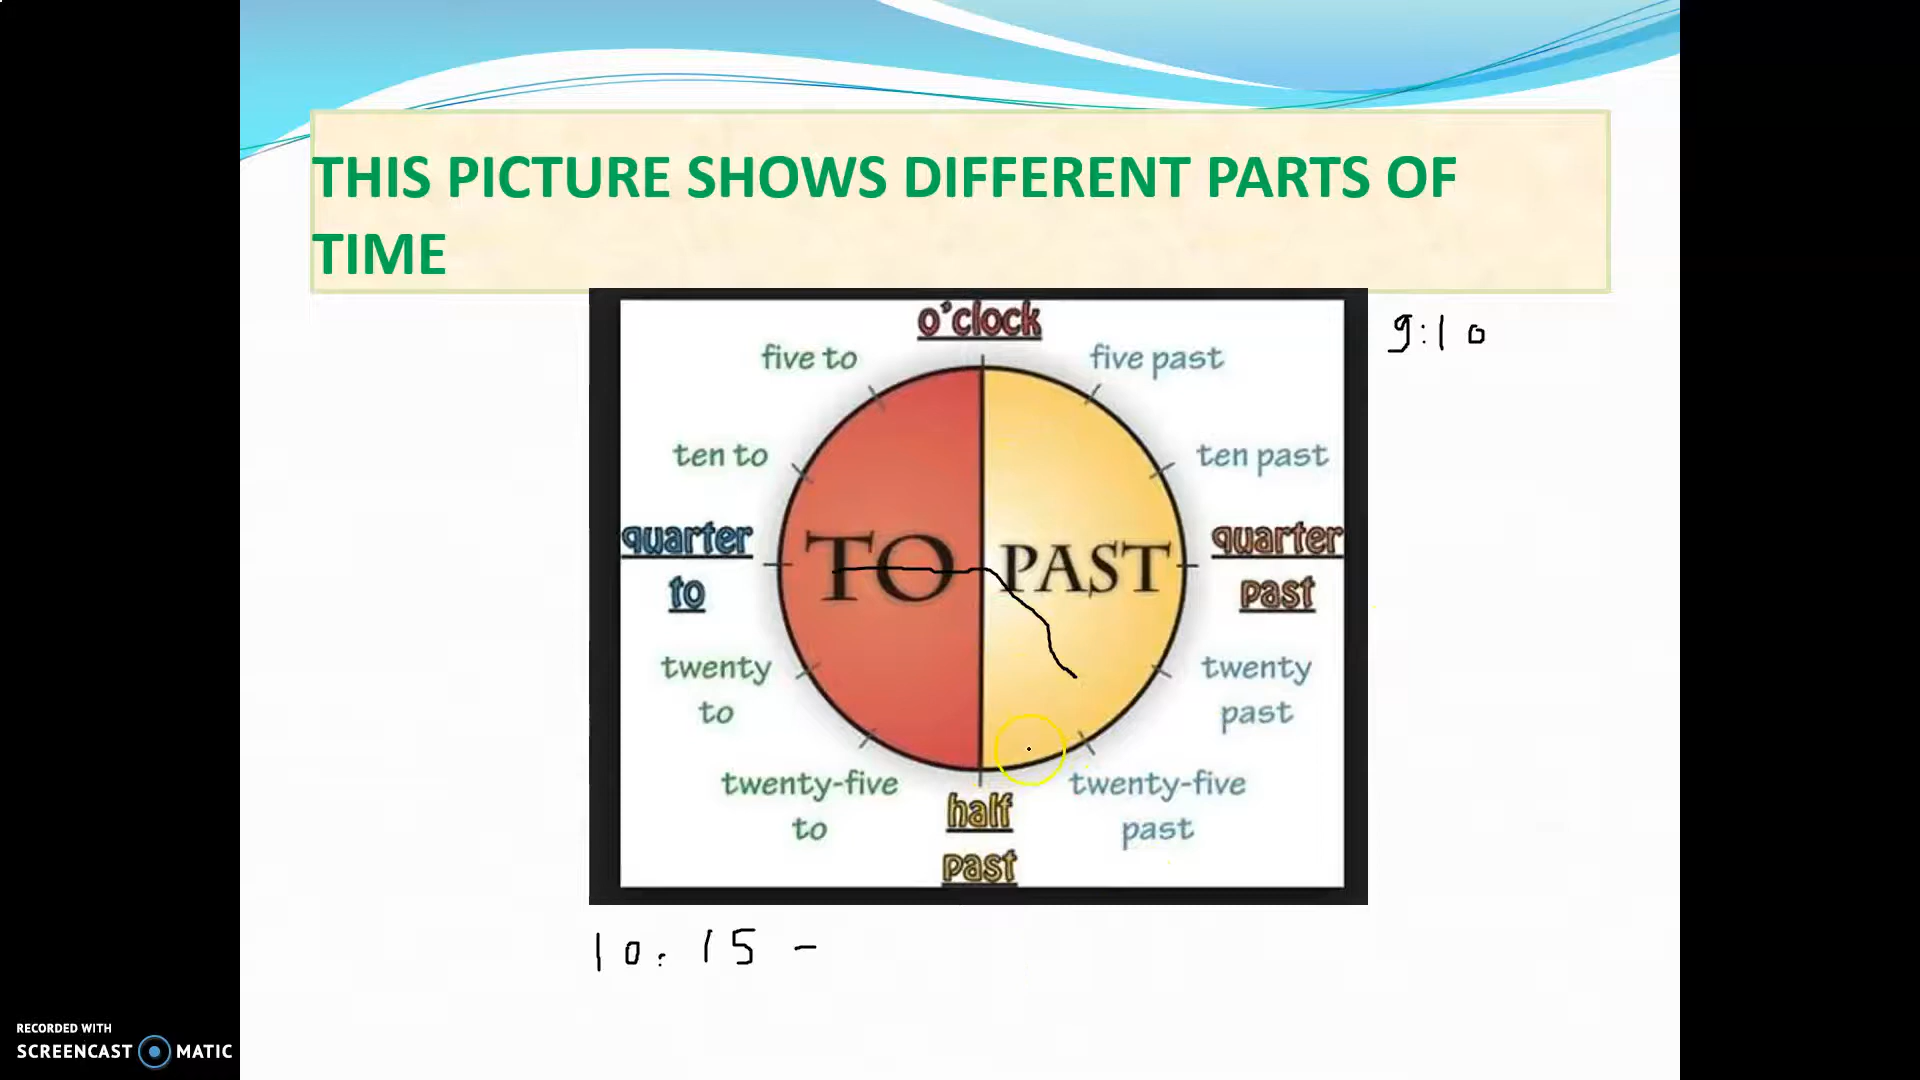 THIS PICTURE SHOWS DIFFERENT PARTS OF
TIME
9:10
o'clock
five to
five past
ten to
ten past
quarter
to
quarter
past
TO
PAST
twenty
to
twenty
past
twenty-five
to
twenty-five
past
half
past
10:15 -
RECORDED WITH
SCREENCAST MATIC